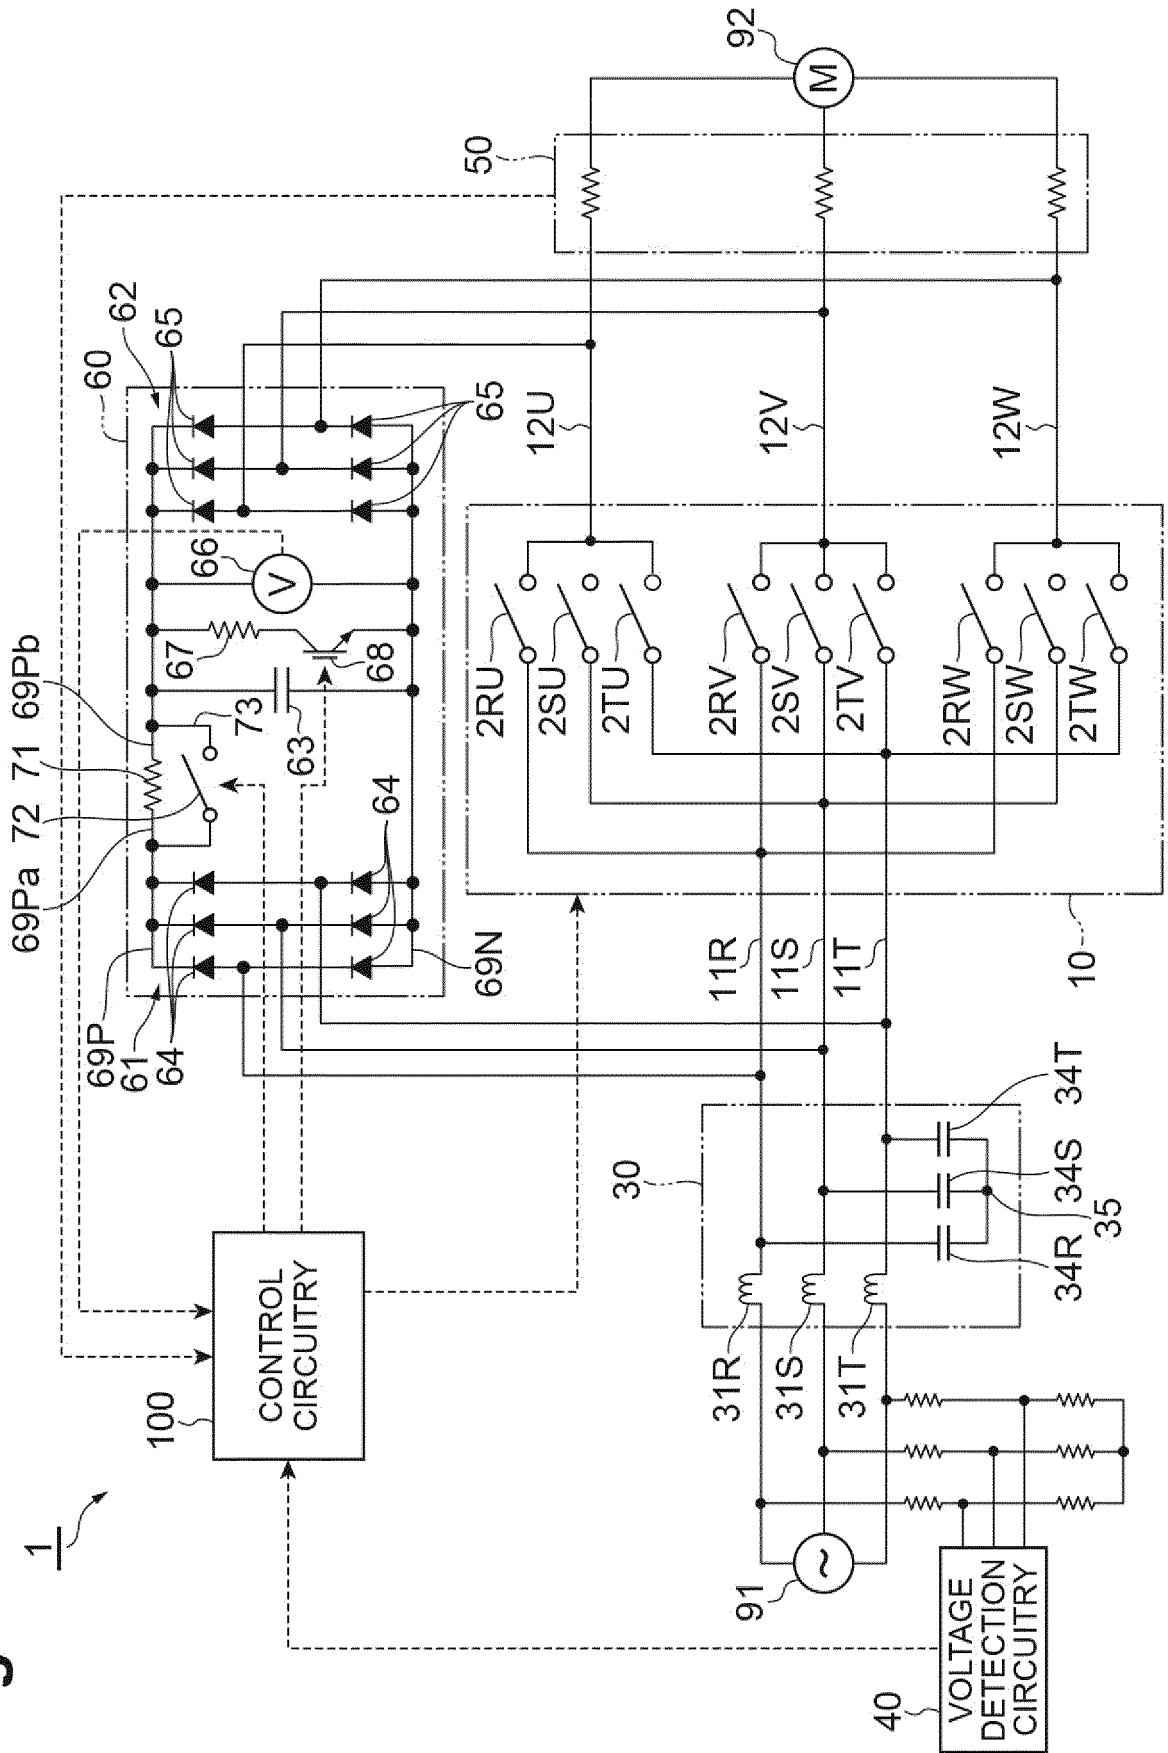 1
100
CONTROL
CIRCUITRY
40
VOLTAGE
DETECTION
CIRCUITRY
91
31R
31S
31T
30
34R
34S
34T
35
69P
61
64
69Pa
72
71
69Pb
69N
64
73
63
67
68
66
60
62
65
65
11R
11S
11T
10
2RU
2SU
2TU
2RV
2SV
2TV
2RW
2SW
2TW
12U
12V
12W
50
92
M
V
~